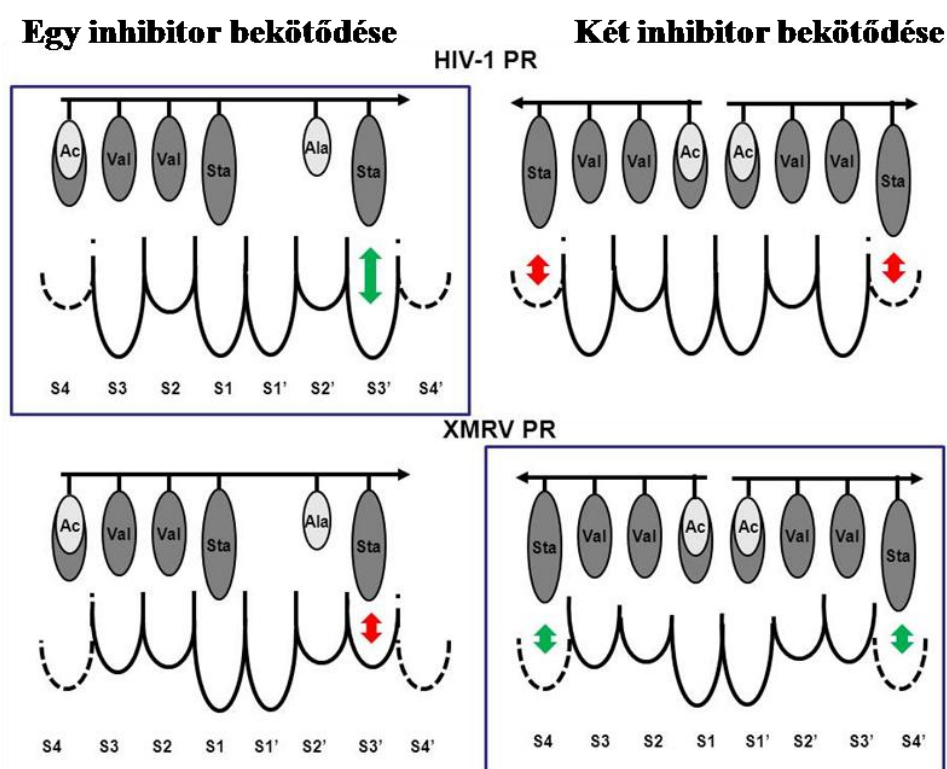 Egy inhibitor bekötődése
Két inhibitor bekötődése
HIV-1 PR
Ac Val Val Sta Ala Sta
Sta Val Val Ac Ac Val Val Sta
S4 S3 S2 S1 S1’ S2’ S3’ S4’
XMRV PR
Ac Val Val Sta Ala Sta
Sta Val Val Ac Ac Val Val Sta
S4 S3 S2 S1 S1’ S2’ S3’ S4’
S4 S3 S2 S1 S1’ S2’ S3’ S4’